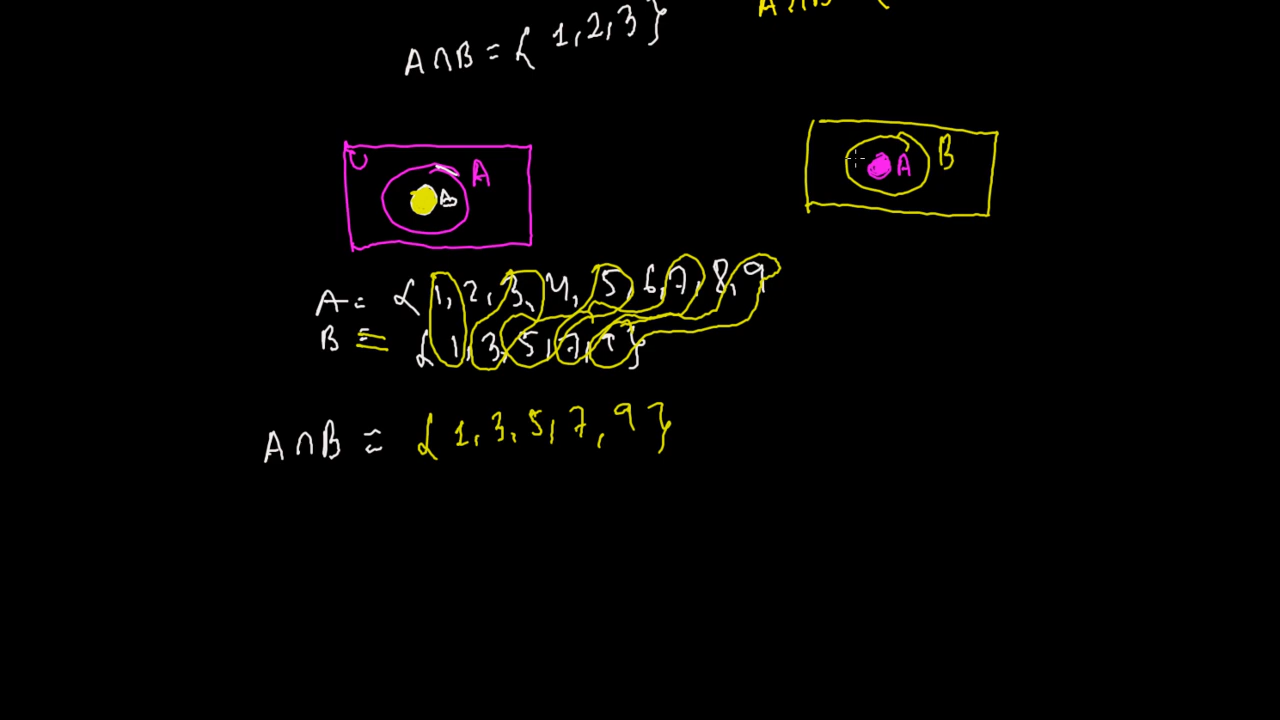 A∩B = {
A∩B = { 1, 2, 3 }
U A
B
A
A = { 1, 2, 3, 4, 5, 6, 7, 8, 9
B = { 1, 3, 5, 7, 9 }
A∩B = { 1, 3, 5, 7, 9 }